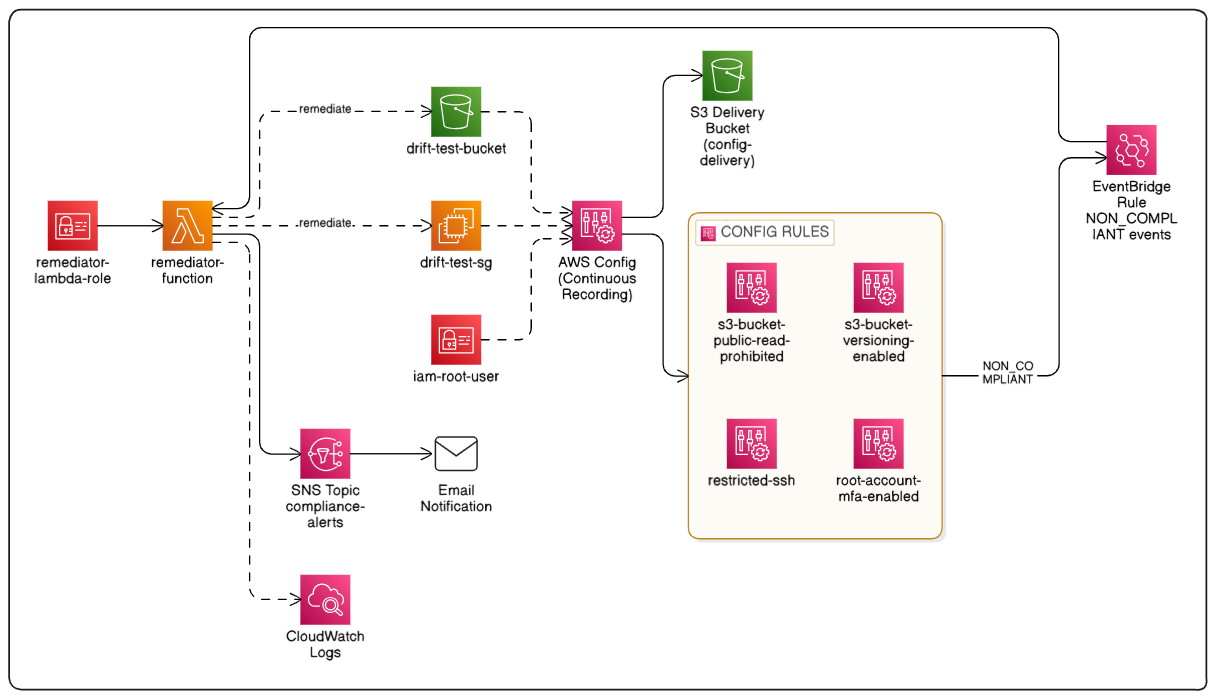 remediate
drift-test-bucket
S3 Delivery
Bucket
(config-
delivery)
EventBridge
Rule
NON_COMPL
IANT events
remediator-
lambda-role
remediator-
function
remediate
drift-test-sg
AWS Config
(Continuous
Recording)
CONFIG RULES
s3-bucket-
public-read-
prohibited
s3-bucket-
versioning-
enabled
iam-root-user
NON_CO
MPLIANT
restricted-ssh
root-account-
mfa-enabled
SNS Topic
compliance-
alerts
Email
Notification
CloudWatch
Logs